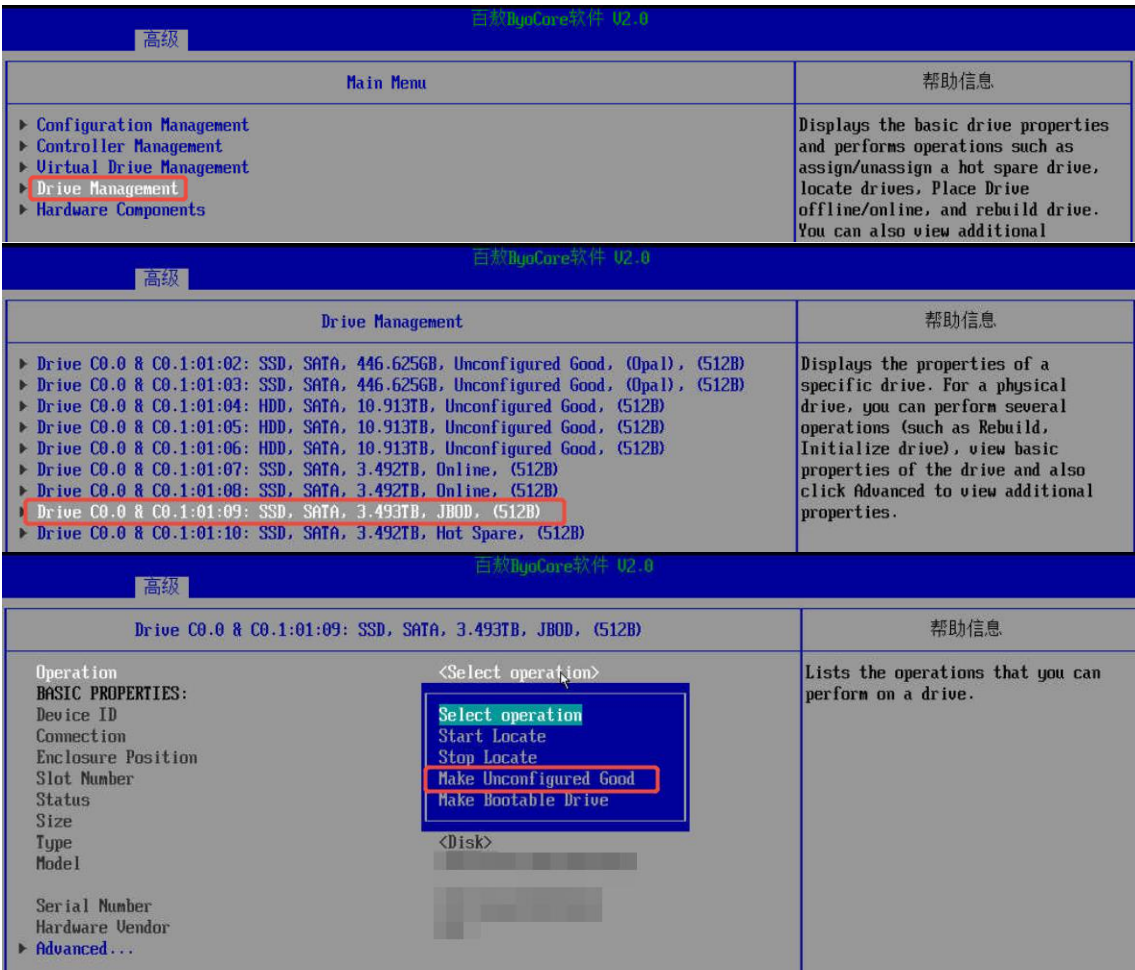 百敖ByoCore软件 V2.0
高级
Main Menu
帮助信息
Configuration Management
Controller Management
Virtual Drive Management
Drive Management
Hardware Components
Displays the basic drive properties
and performs operations such as
assign/unassign a hot spare drive,
locate drives, Place Drive
offline/online, and rebuild drive.
You can also view additional
百敖ByoCore软件 V2.0
高级
Drive Management
帮助信息
Drive C0.0 & C0.1:01:02: SSD, SATA, 446.625GB, Unconfigured Good, (Opal), (512B)
Drive C0.0 & C0.1:01:03: SSD, SATA, 446.625GB, Unconfigured Good, (Opal), (512B)
Drive C0.0 & C0.1:01:04: HDD, SATA, 10.913TB, Unconfigured Good, (512B)
Drive C0.0 & C0.1:01:05: HDD, SATA, 10.913TB, Unconfigured Good, (512B)
Drive C0.0 & C0.1:01:06: HDD, SATA, 10.913TB, Unconfigured Good, (512B)
Drive C0.0 & C0.1:01:07: SSD, SATA, 3.492TB, Online, (512B)
Drive C0.0 & C0.1:01:08: SSD, SATA, 3.492TB, Online, (512B)
Drive C0.0 & C0.1:01:09: SSD, SATA, 3.493TB, JBOD, (512B)
Drive C0.0 & C0.1:01:10: SSD, SATA, 3.492TB, Hot Spare, (512B)
Displays the properties of a
specific drive. For a physical
drive, you can perform several
operations (such as Rebuild,
Initialize drive), view basic
properties of the drive and also
click Advanced to view additional
properties.
百敖ByoCore软件 V2.0
高级
Drive C0.0 & C0.1:01:09: SSD, SATA, 3.493TB, JBOD, (512B)
帮助信息
Operation <Select operation>
BASIC PROPERTIES:
Device ID
Connection
Enclosure Position
Slot Number
Status
Size
Type <Disk>
Model
Serial Number
Hardware Vendor
Advanced...
Select operation
Start Locate
Stop Locate
Make Unconfigured Good
Make Bootable Drive
Lists the operations that you can
perform on a drive.